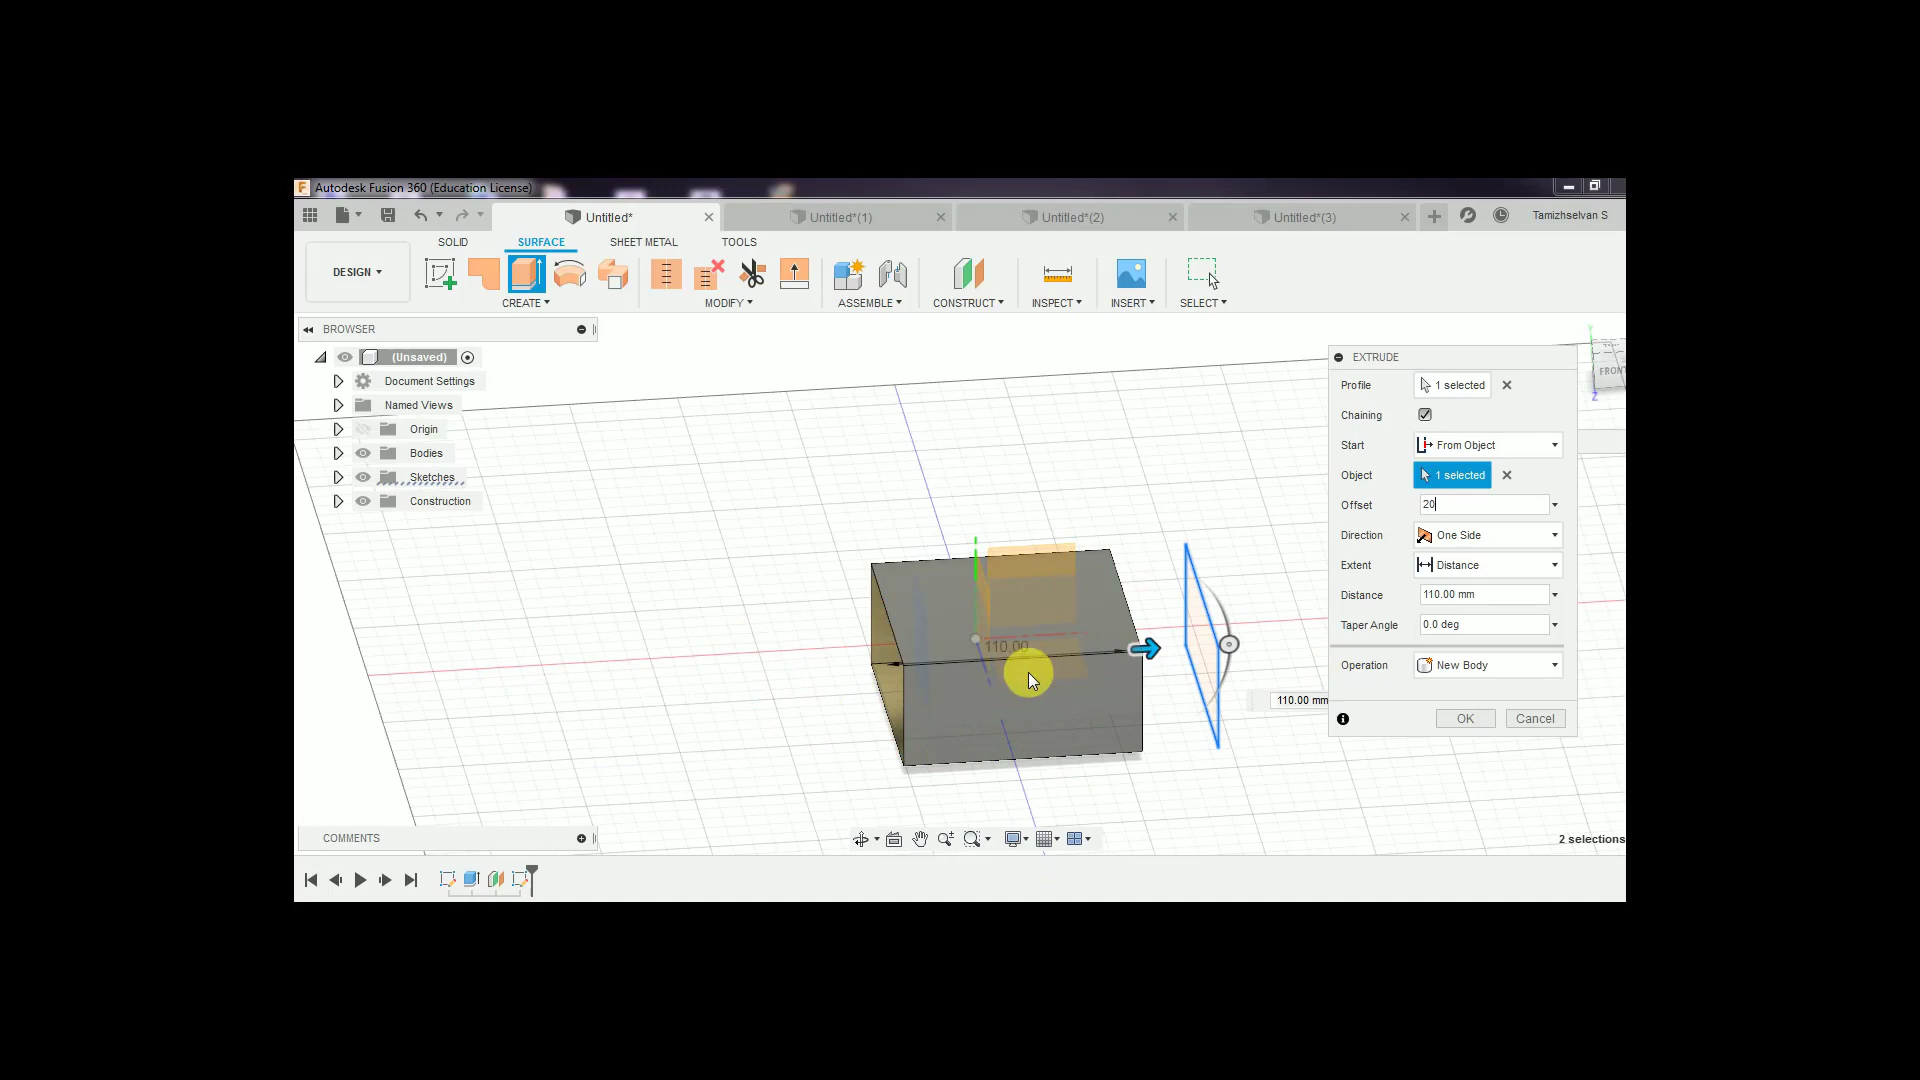 Autodesk Fusion 360 (Education License)
Untitled*
Untitled*(1)
Untitled*(2)
Untitled*(3)
Tamizhselvan S
DESIGN
SOLID
SURFACE
SHEET METAL
TOOLS
CREATE
MODIFY
ASSEMBLE
CONSTRUCT
INSPECT
INSERT
SELECT
BROWSER
(Unsaved)
Document Settings
Named Views
Origin
Bodies
Sketches
Construction
FRONT
Z
110.00
110.00 mm
EXTRUDE
Profile 1 selected
Chaining
Start From Object
Object 1 selected
Offset 20
Direction One Side
Extent Distance
Distance 110.00 mm
Taper Angle 0.0 deg
Operation New Body
OK Cancel
COMMENTS
2 selections